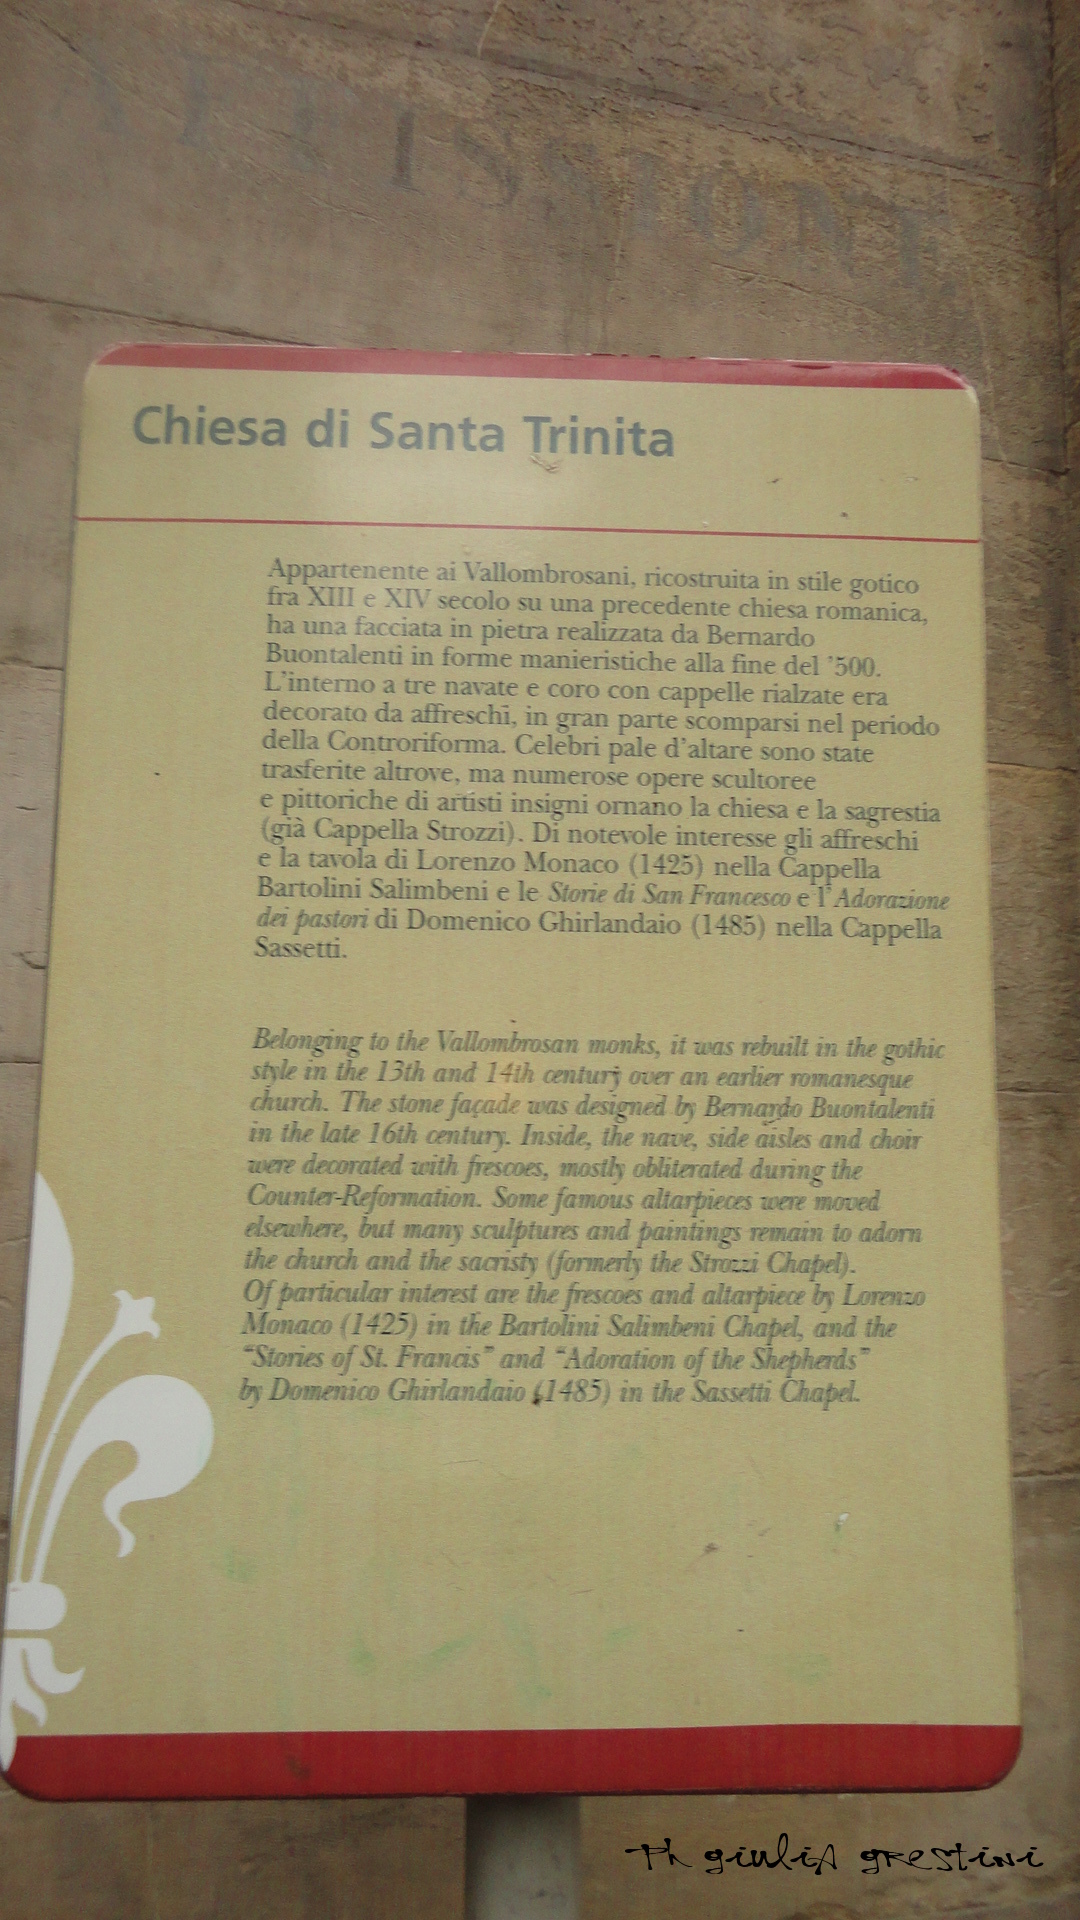 AFFISSIONE
Chiesa di Santa Trinita
Appartenente ai Vallombrosani, ricostruita in stile gotico
fra XIII e XIV secolo su una precedente chiesa romanica,
ha una facciata in pietra realizzata da Bernardo
Buontalenti in forme manieristiche alla fine del '500.
L'interno a tre navate e coro con cappelle rialzate era
decorato da affreschi, in gran parte scomparsi nel periodo
della Controriforma. Celebri pale d'altare sono state
trasferite altrove, ma numerose opere scultoree
e pittoriche di artisti insigni ornano la chiesa e la sagrestia
(già Cappella Strozzi). Di notevole interesse gli affreschi
e la tavola di Lorenzo Monaco (1425) nella Cappella
Bartolini Salimbeni e le Storie di San Francesco e l'Adorazione
dei pastori di Domenico Ghirlandaio (1485) nella Cappella
Sassetti.
Belonging to the Vallombrosan monks, it was rebuilt in the gothic
style in the 13th and 14th century over an earlier romanesque
church. The stone façade was designed by Bernardo Buontalenti
in the late 16th century. Inside, the nave, side aisles and choir
were decorated with frescoes, mostly obliterated during the
Counter-Reformation. Some famous altarpieces were moved
elsewhere, but many sculptures and paintings remain to adorn
the church and the sacristy (formerly the Strozzi Chapel).
Of particular interest are the frescoes and altarpiece by Lorenzo
Monaco (1425) in the Bartolini Salimbeni Chapel, and the
"Stories of St. Francis" and "Adoration of the Shepherds"
by Domenico Ghirlandaio (1485) in the Sassetti Chapel.
Ph giulia grestini